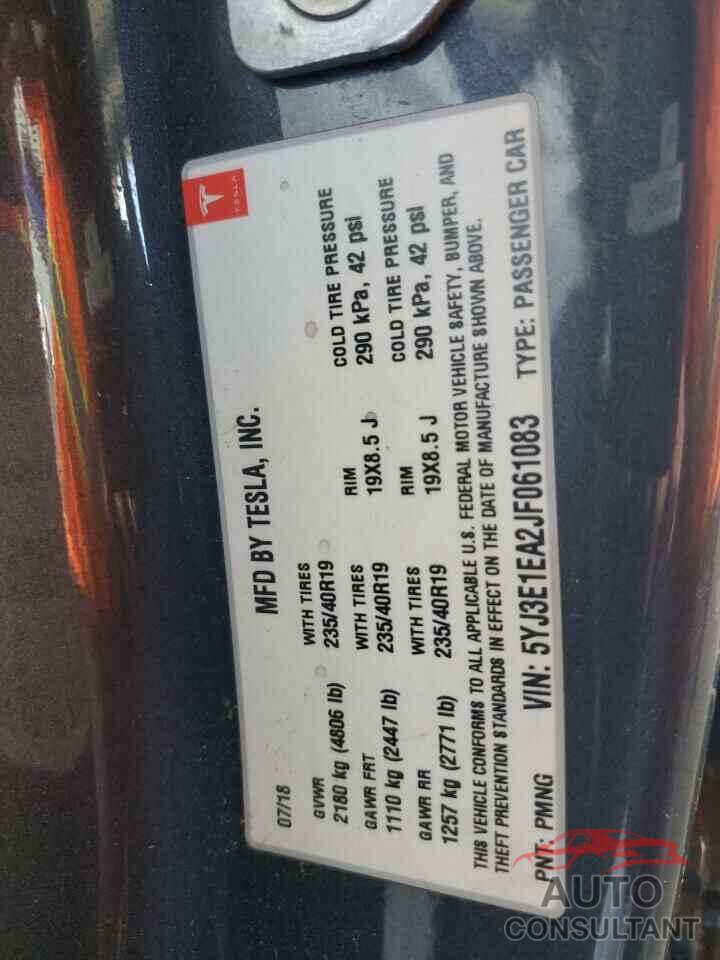 TESLA
MFD BY TESLA, INC.
07/18
GVWR WITH TIRES
2180 kg (4806 lb) 235/40R19
GAWR FRT WITH TIRES RIM COLD TIRE PRESSURE
1110 kg (2447 lb) 235/40R19 19X8.5 J 290 kPa, 42 psi
GAWR RR WITH TIRES RIM COLD TIRE PRESSURE
1257 kg (2771 lb) 235/40R19 19X8.5 J 290 kPa, 42 psi
THIS VEHICLE CONFORMS TO ALL APPLICABLE U.S. FEDERAL MOTOR VEHICLE SAFETY, BUMPER, AND
THEFT PREVENTION STANDARDS IN EFFECT ON THE DATE OF MANUFACTURE SHOWN ABOVE.
PNT: PMNG VIN: 5YJ3E1EA2JF061083 TYPE: PASSENGER CAR
AUTO
CONSULTANT